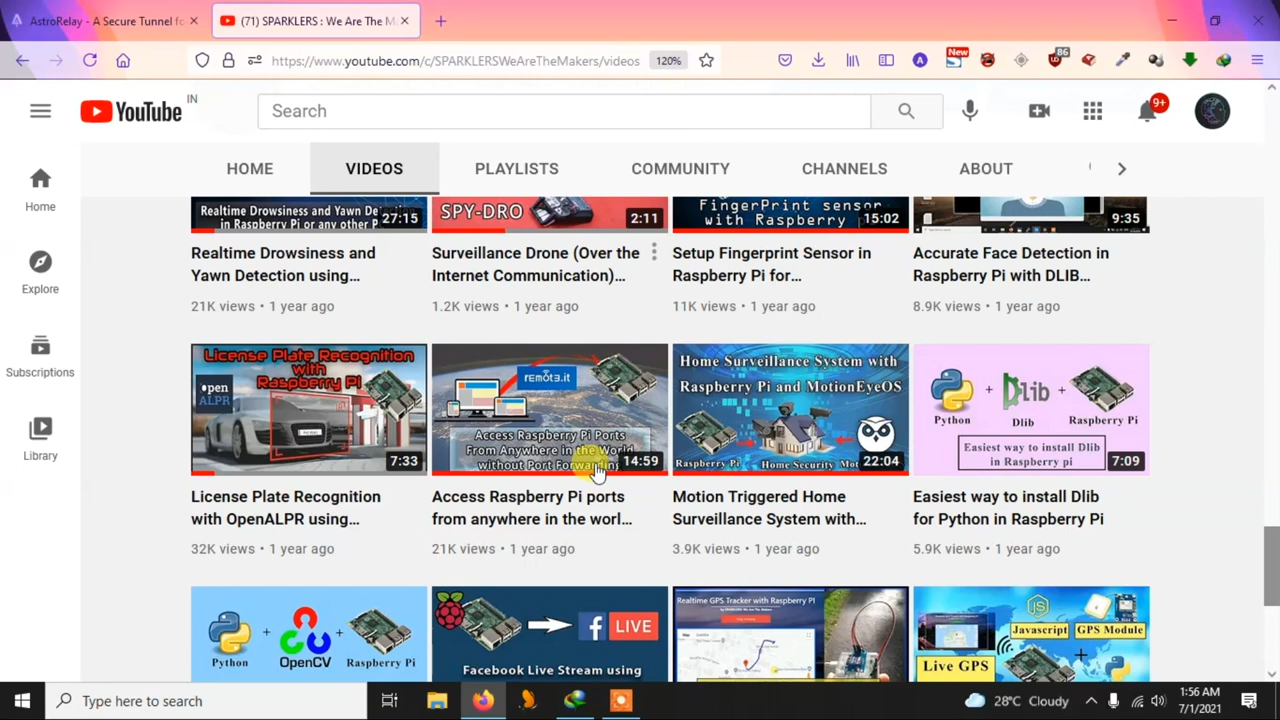 AstroRelay - A Secure Tunnel fo
(71) SPARKLERS : We Are The M
https://www.youtube.com/c/SPARKLERSWeAreTheMakers/videos
120%
New
86
YouTube
IN
Search
9+
HOME
VIDEOS
PLAYLISTS
COMMUNITY
CHANNELS
ABOUT
Home
Explore
Subscriptions
Library
Realtime Drowsiness and Yawn De
in Raspberry Pi or any other P
27:15
SPY-DRO
2:11
FingerPrint sensor
with Raspberry
15:02
9:35
Realtime Drowsiness and
Yawn Detection using...
21K views • 1 year ago
Surveillance Drone (Over the
Internet Communication)...
1.2K views • 1 year ago
Setup Fingerprint Sensor in
Raspberry Pi for...
11K views • 1 year ago
Accurate Face Detection in
Raspberry Pi with DLIB...
8.9K views • 1 year ago
License Plate Recognition
with
Raspberry Pi
open
ALPR
7:33
remote.it
Access Raspberry Pi Ports
From Anywhere in the World
without Port Forwarding
14:59
Home Surveillance System with
Raspberry Pi and MotionEyeOS
Raspberry Pi
Home Security
22:04
Python
Dlib
Raspberry Pi
Easiest way to install Dlib
in Raspberry pi
7:09
License Plate Recognition
with OpenALPR using...
32K views • 1 year ago
Access Raspberry Pi ports
from anywhere in the worl...
21K views • 1 year ago
Motion Triggered Home
Surveillance System with...
3.9K views • 1 year ago
Easiest way to install Dlib
for Python in Raspberry Pi
5.9K views • 1 year ago
Python
OpenCV
Raspberry Pi
f LIVE
Facebook Live Stream using
Realtime GPS Tracker with Raspberry PI
JS
Javascript
GPS Module
Live GPS
Type here to search
28°C Cloudy
1:56 AM
7/1/2021